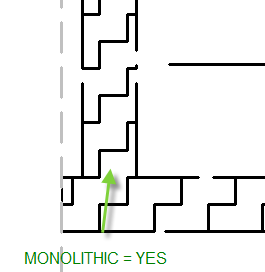 MONOLITHIC = YES